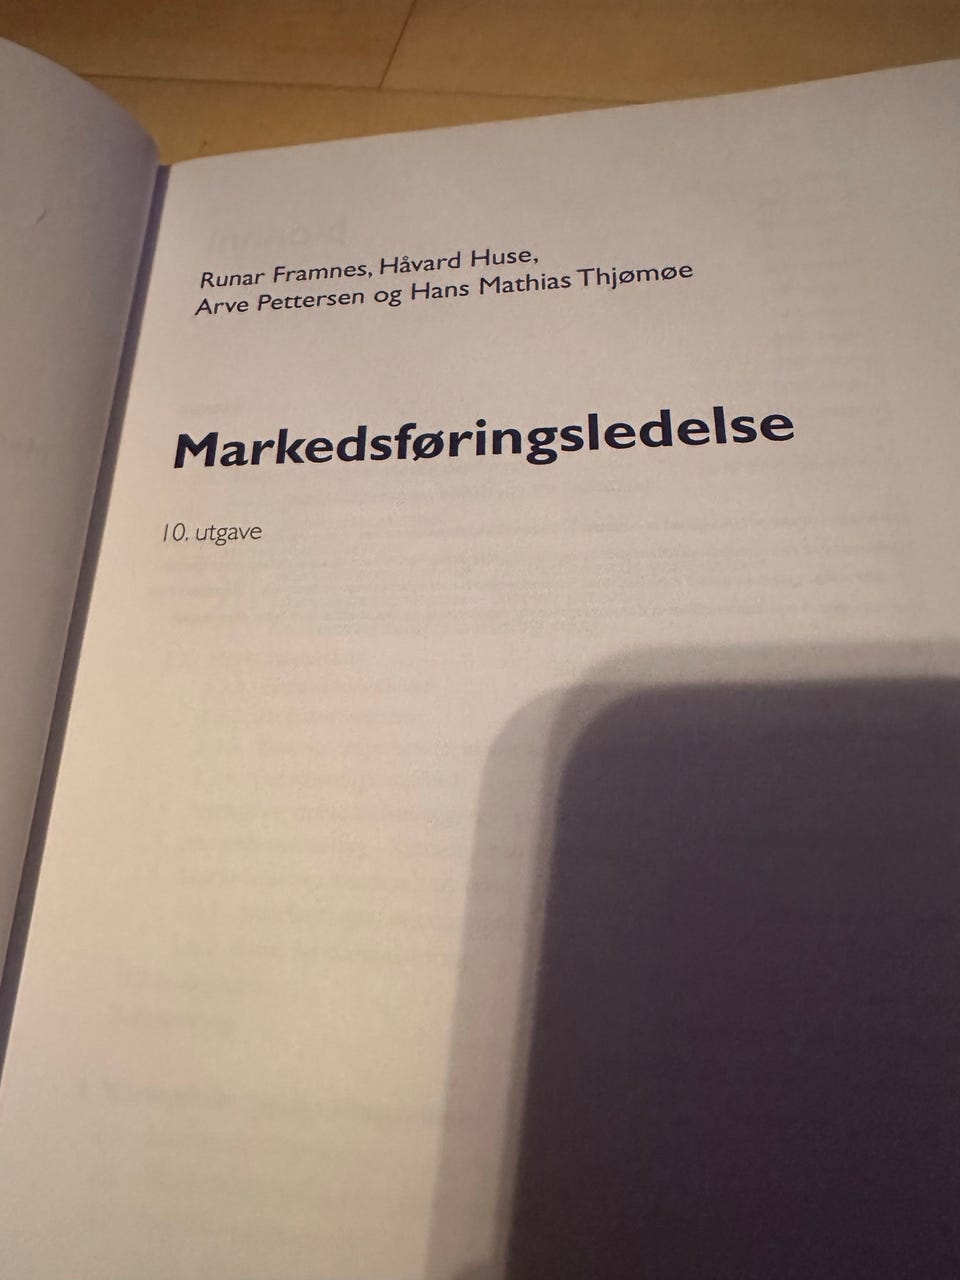 Runar Framnes, Håvard Huse,
Arve Pettersen og Hans Mathias Thjømøe
Markedsføringsledelse
10. utgave